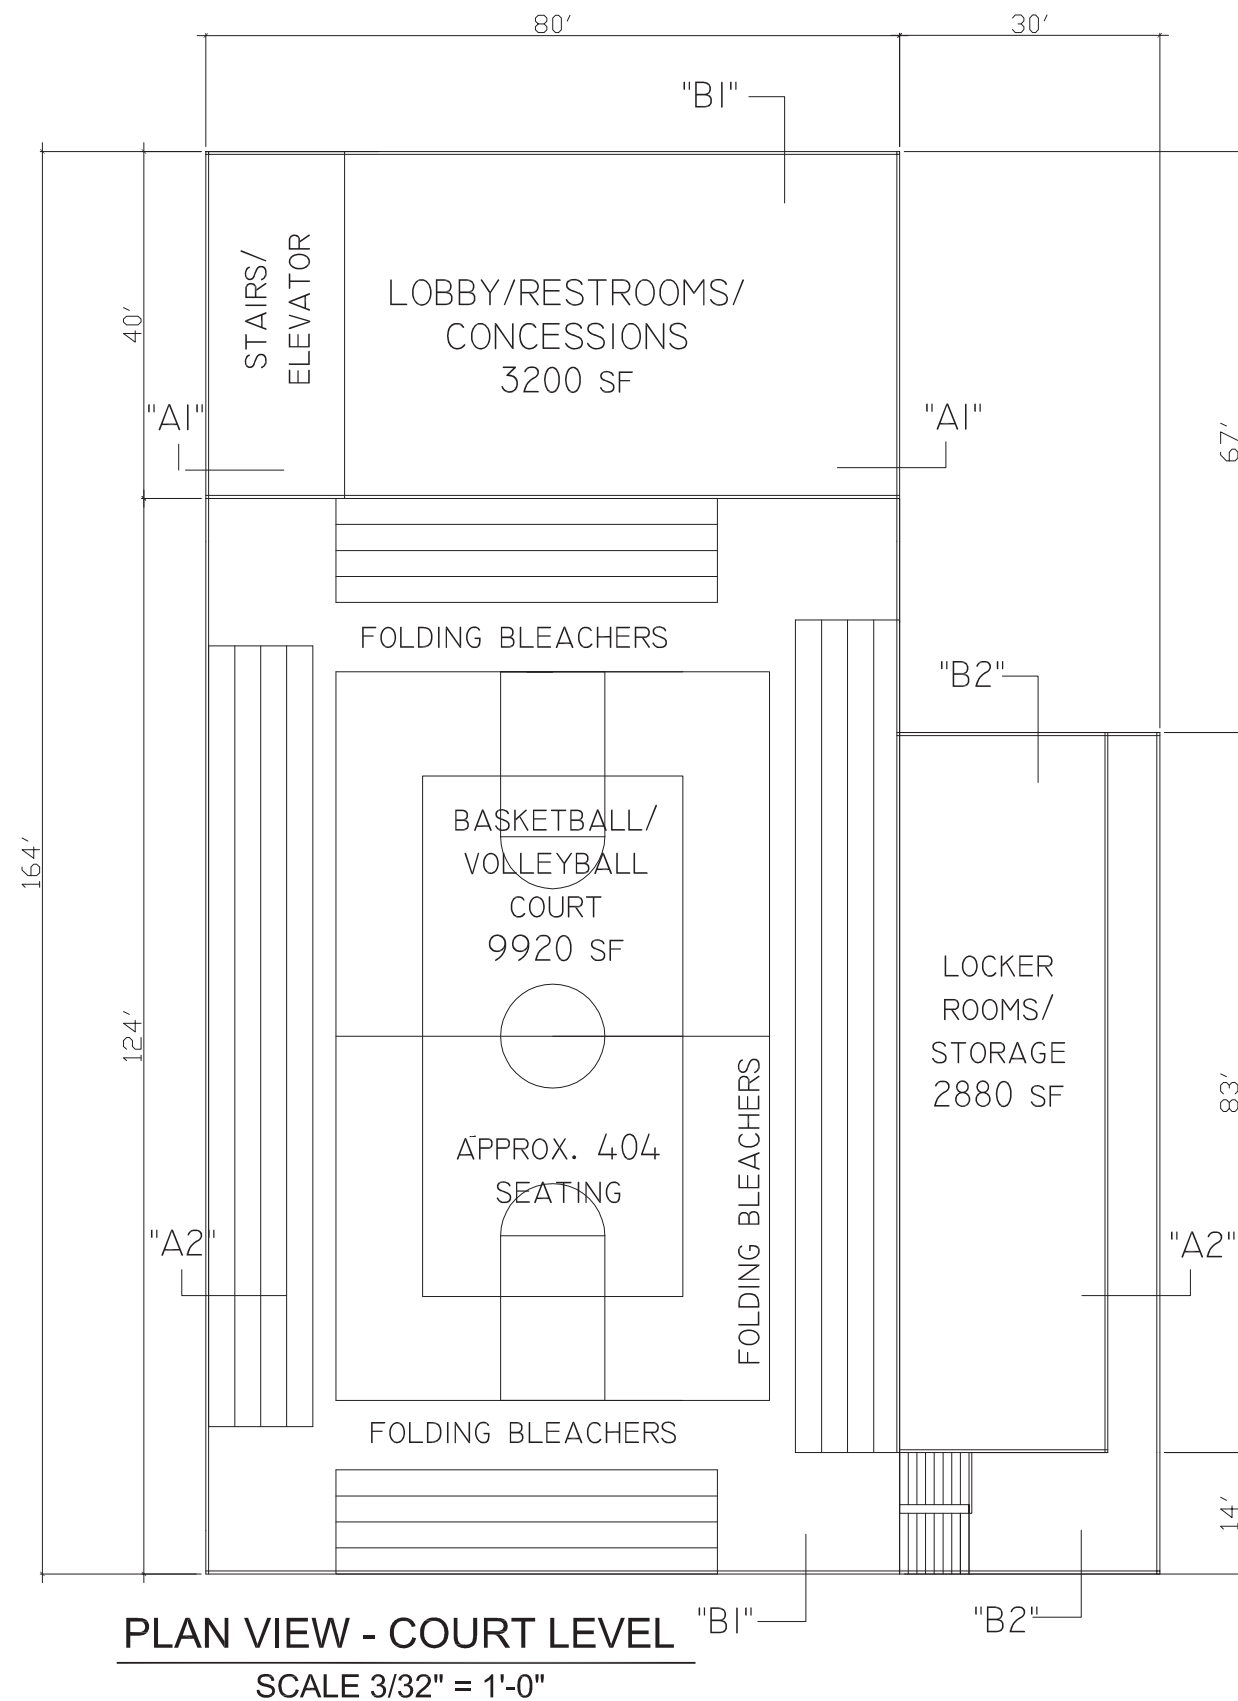 80'
30'
"B1"
STAIRS/
ELEVATOR
LOBBY/RESTROOMS/
CONCESSIONS
3200 SF
40'
"A1"
"A1"
67'
FOLDING BLEACHERS
"B2"
BASKETBALL/
VOLLEYBALL
COURT
9920 SF
164'
LOCKER
ROOMS/
STORAGE
2880 SF
124'
83'
APPROX. 404
SEATING
FOLDING BLEACHERS
"A2"
"A2"
FOLDING BLEACHERS
14'
"B1"
"B2"
PLAN VIEW - COURT LEVEL
SCALE 3/32" = 1'-0"